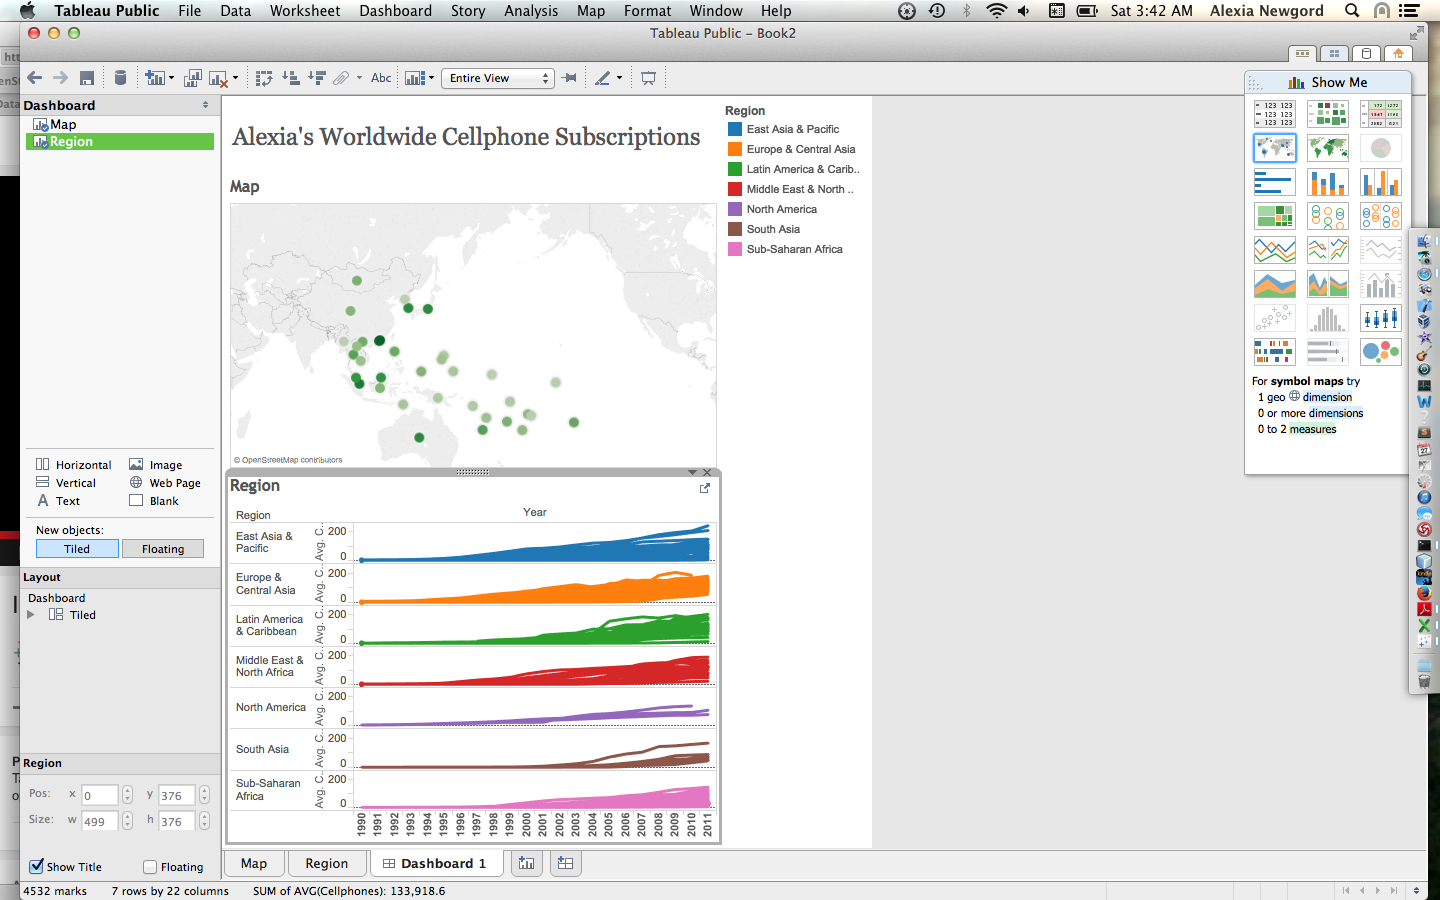 Tableau Public File Data Worksheet Dashboard Story Analysis Map Format Window Help Sat 3:42 AM Alexia Newgord
Tableau Public - Book2
Abc Entire View
Show Me
Dashboard
Map
Region
Alexia's Worldwide Cellphone Subscriptions
Map
© OpenStreetMap contributors
Region
East Asia & Pacific
Europe & Central Asia
Latin America & Carib..
Middle East & North ..
North America
South Asia
Sub-Saharan Africa
For symbol maps try
1 geo dimension
0 or more dimensions
0 to 2 measures
Horizontal Image
Vertical Web Page
Text Blank
New objects:
Tiled Floating
Layout
Dashboard
Tiled
Region
Pos: x 0 y 376
Size: w 499 h 376
Show Title Floating
Region
Region Year
East Asia &
Pacific
Avg. C..
200
0
Europe &
Central Asia
Avg. C..
200
0
Latin America
& Caribbean
Avg. C..
200
0
Middle East &
North Africa
Avg. C..
200
0
North America
Avg. C..
200
0
South Asia
Avg. C..
200
0
Sub-Saharan
Africa
Avg. C..
200
0
1990 1991 1992 1993 1994 1995 1996 1997 1998 1999 2000 2001 2002 2003 2004 2005 2006 2007 2008 2009 2010 2011
Map Region Dashboard 1
4532 marks 7 rows by 22 columns SUM of AVG(Cellphones): 133,918.6